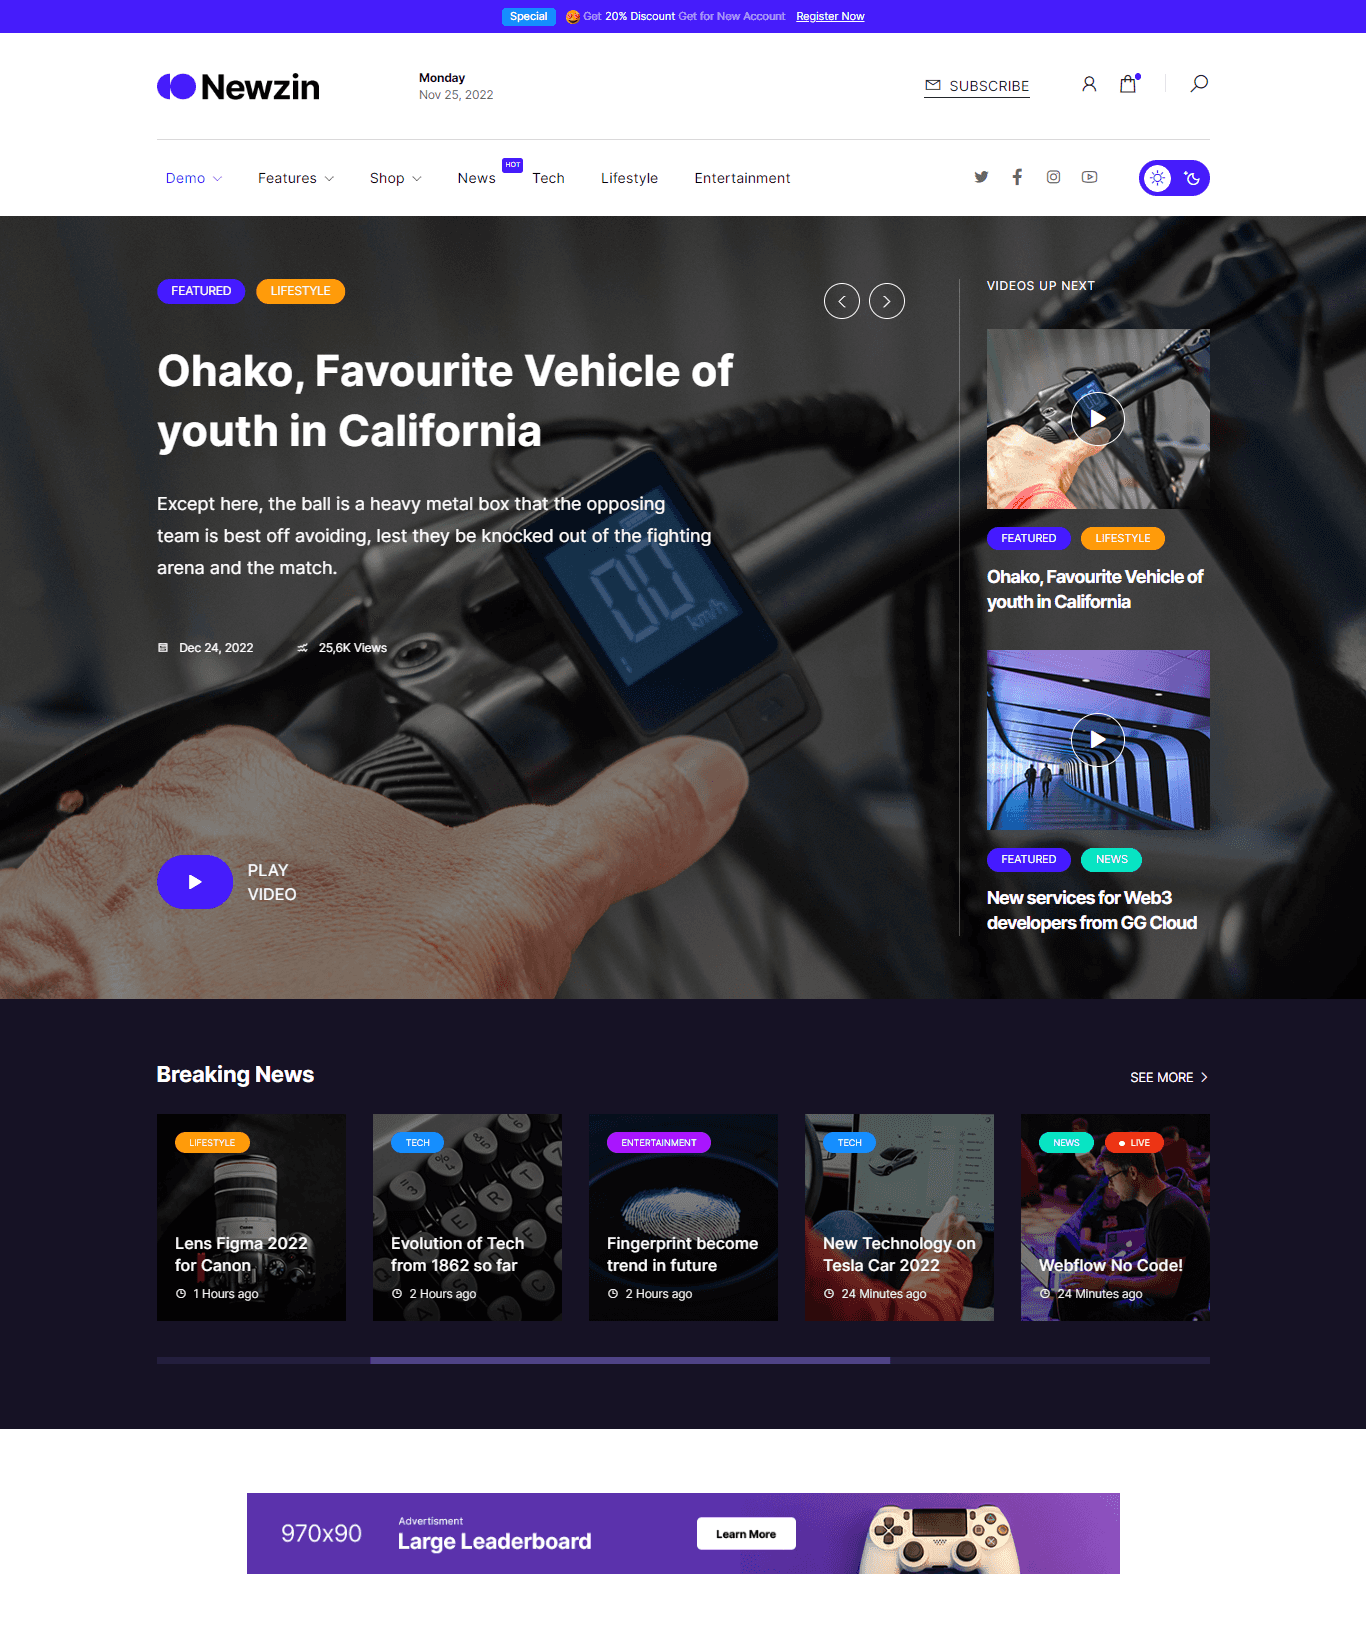 Special 🤬 Get 20% Discount Get for New Account Register Now
Newzin
Monday
Nov 25, 2022
SUBSCRIBE
Demo
Features
Shop
News
HOT
Tech
Lifestyle
Entertainment
FEATURED
LIFESTYLE
Ohako, Favourite Vehicle of
youth in California
Except here, the ball is a heavy metal box that the opposing
team is best off avoiding, lest they be knocked out of the fighting
arena and the match.
Dec 24, 2022
25,6K Views
00
km/h
PLAY
VIDEO
VIDEOS UP NEXT
FEATURED
LIFESTYLE
Ohako, Favourite Vehicle of
youth in California
FEATURED
NEWS
New services for Web3
developers from GG Cloud
Breaking News
SEE MORE
LIFESTYLE
Lens Figma 2022
for Canon
1 Hours ago
TECH
Evolution of Tech
from 1862 so far
2 Hours ago
ENTERTAINMENT
Fingerprint become
trend in future
2 Hours ago
TECH
New Technology on
Tesla Car 2022
24 Minutes ago
NEWS
LIVE
Webflow No Code!
24 Minutes ago
970x90
Advertisment
Large Leaderboard
Learn More